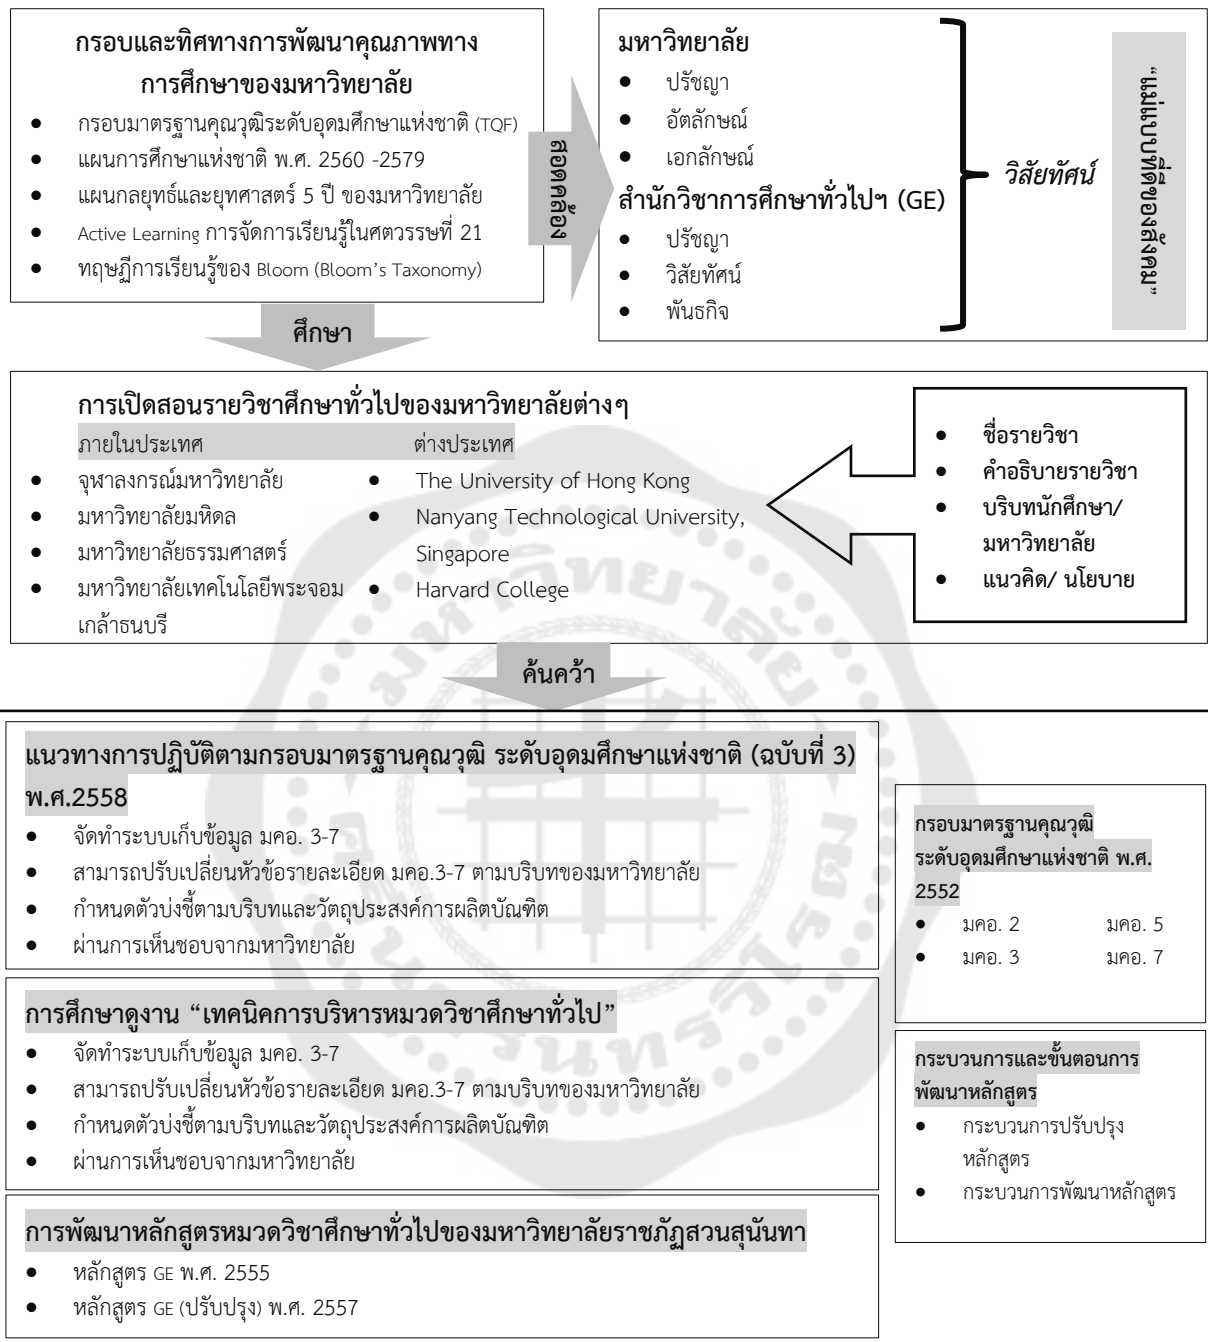 กรอบและทิศทางการพัฒนาคุณภาพทาง
การศึกษาของมหาวิทยาลัย
● กรอบมาตรฐานคุณวุฒิระดับอุดมศึกษาแห่งชาติ (TQF)
● แผนการศึกษาแห่งชาติ พ.ศ. 2560 -2579
● แผนกลยุทธ์และยุทศาสตร์ 5 ปี ของมหาวิทยาลัย
● Active Learning การจัดการเรียนรู้ในศตวรรษที่ 21
● ทฤษฎีการเรียนรู้ของ Bloom (Bloom’s Taxonomy)
สอดคล้อง
มหาวิทยาลัย
● ปรัชญา
● อัตลักษณ์
● เอกลักษณ์
สำนักวิชาการศึกษาทั่วไปฯ (GE)
● ปรัชญา
● วิสัยทัศน์
● พันธกิจ
วิสัยทัศน์
“แม่แบบที่ดีของสังคม”
ศึกษา
การเปิดสอนรายวิชาศึกษาทั่วไปของมหาวิทยาลัยต่างๆ
ภายในประเทศ
● จุฬาลงกรณ์มหาวิทยาลัย
● มหาวิทยาลัยมหิดล
● มหาวิทยาลัยธรรมศาสตร์
● มหาวิทยาลัยเทคโนโลยีพระจอม
เกล้าธนบุรี
ต่างประเทศ
● The University of Hong Kong
● Nanyang Technological University,
Singapore
● Harvard College
● ชื่อรายวิชา
● คำอธิบายรายวิชา
● บริบทนักศึกษา/
มหาวิทยาลัย
● แนวคิด/ นโยบาย
ค้นคว้า
แนวทางการปฏิบัติตามกรอบมาตรฐานคุณวุฒิ ระดับอุดมศึกษาแห่งชาติ (ฉบับที่ 3)
พ.ศ.2558
● จัดทำระบบเก็บข้อมูล มคอ. 3-7
● สามารถปรับเปลี่ยนหัวข้อรายละเอียด มคอ.3-7 ตามบริบทของมหาวิทยาลัย
● กำหนดตัวบ่งชี้ตามบริบทและวัตถุประสงค์การผลิตบัณฑิต
● ผ่านการเห็นชอบจากมหาวิทยาลัย
การศึกษาดูงาน “เทคนิคการบริหารหมวดวิชาศึกษาทั่วไป”
● จัดทำระบบเก็บข้อมูล มคอ. 3-7
● สามารถปรับเปลี่ยนหัวข้อรายละเอียด มคอ.3-7 ตามบริบทของมหาวิทยาลัย
● กำหนดตัวบ่งชี้ตามบริบทและวัตถุประสงค์การผลิตบัณฑิต
● ผ่านการเห็นชอบจากมหาวิทยาลัย
การพัฒนาหลักสูตรหมวดวิชาศึกษาทั่วไปของมหาวิทยาลัยราชภัฏสวนสุนันทา
● หลักสูตร GE พ.ศ. 2555
● หลักสูตร GE (ปรับปรุง) พ.ศ. 2557
กรอบมาตรฐานคุณวุฒิ
ระดับอุดมศึกษาแห่งชาติ พ.ศ.
2552
● มคอ. 2 มคอ. 5
● มคอ. 3 มคอ. 7
กระบวนการและขั้นตอนการ
พัฒนาหลักสูตร
● กระบวนการปรับปรุง
หลักสูตร
● กระบวนการพัฒนาหลักสูตร
มหาวิทยาลัย
ศรีนครินทรวิโรฒ